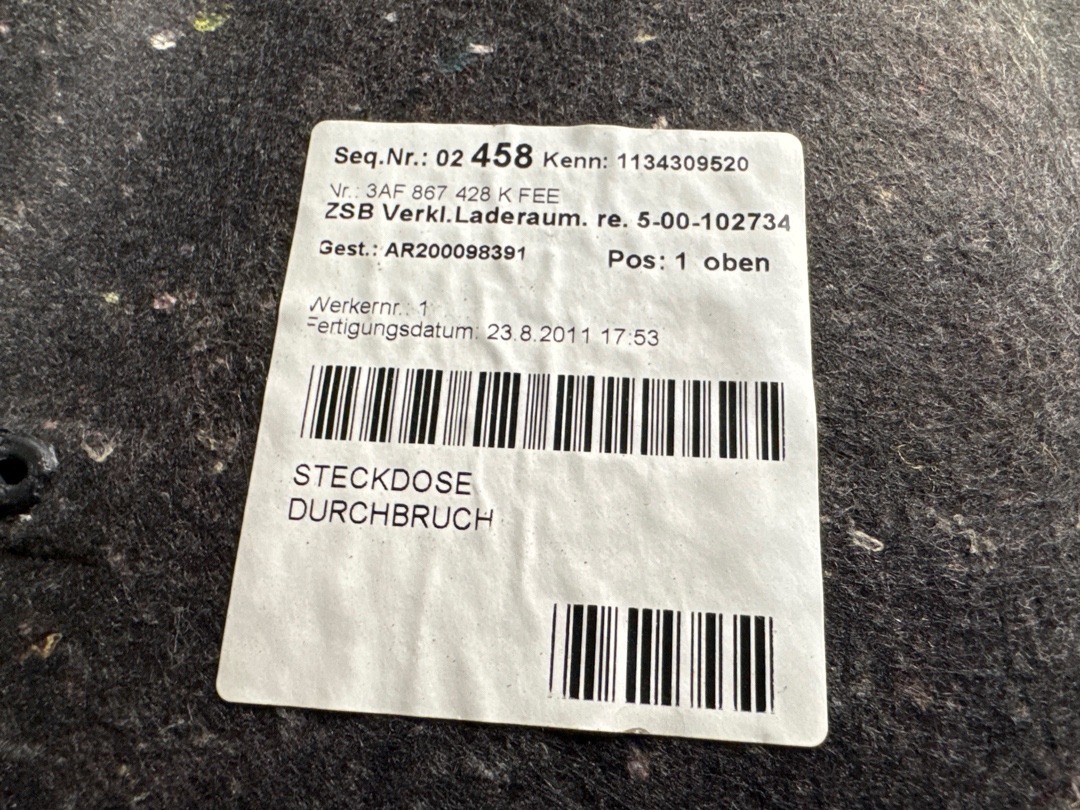 Seq.Nr.: 02 458 Kenn: 1134309520
Nr.: 3AF 867 428 K FEE
ZSB Verkl.Laderaum. re. 5-00-102734
Gest.: AR200098391 Pos: 1 oben
Werkernr.: 1
Fertigungsdatum: 23.8.2011 17:53
STECKDOSE
DURCHBRUCH